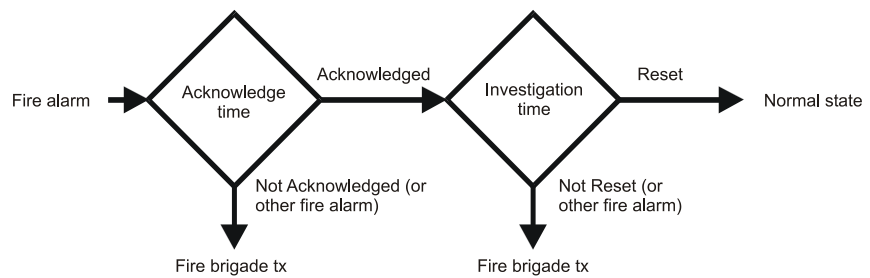 Fire alarm
Acknowledge
time
Acknowledged
Investigation
time
Reset
Normal state
Not Acknowledged (or
other fire alarm)
Not Reset (or
other fire alarm)
Fire brigade tx
Fire brigade tx